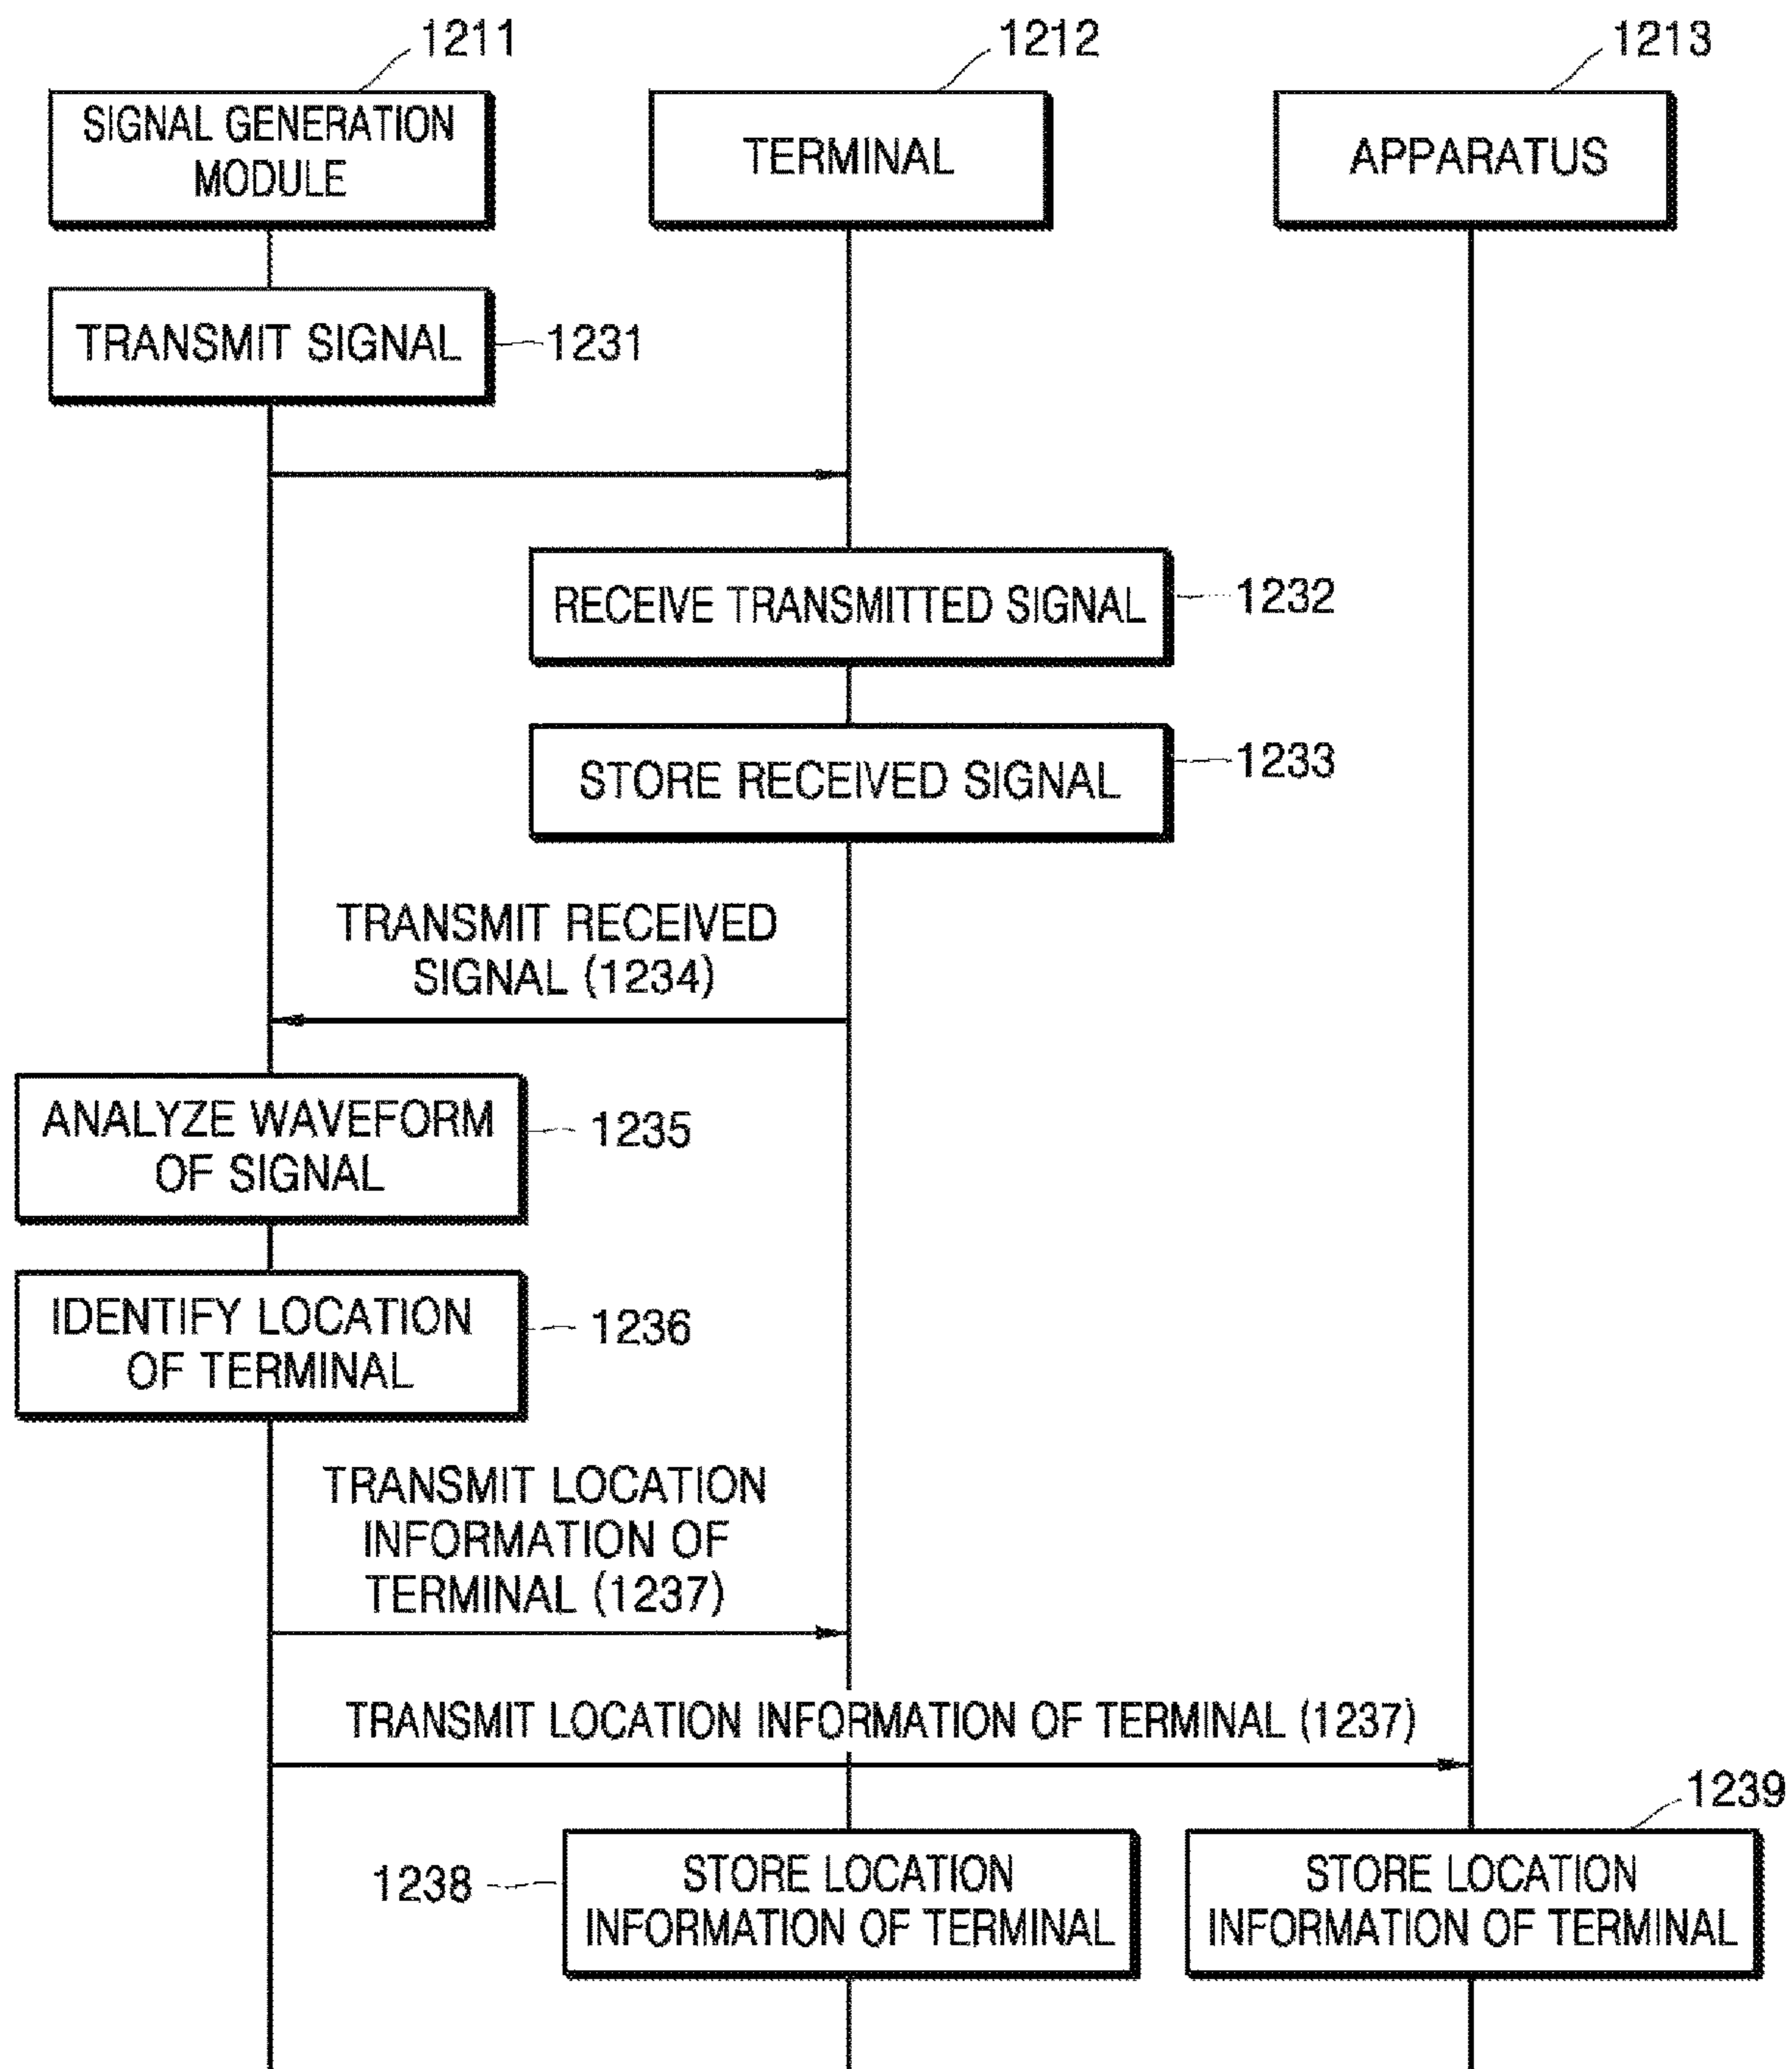 1211
1212
1213
SIGNAL GENERATION
MODULE
TERMINAL
APPARATUS
TRANSMIT SIGNAL
1231
RECEIVE TRANSMITTED SIGNAL
1232
STORE RECEIVED SIGNAL
1233
TRANSMIT RECEIVED
SIGNAL (1234)
ANALYZE WAVEFORM
OF SIGNAL
1235
IDENTIFY LOCATION
OF TERMINAL
1236
TRANSMIT LOCATION
INFORMATION OF
TERMINAL (1237)
TRANSMIT LOCATION INFORMATION OF TERMINAL (1237)
1239
1238
STORE LOCATION
INFORMATION OF TERMINAL
STORE LOCATION
INFORMATION OF TERMINAL